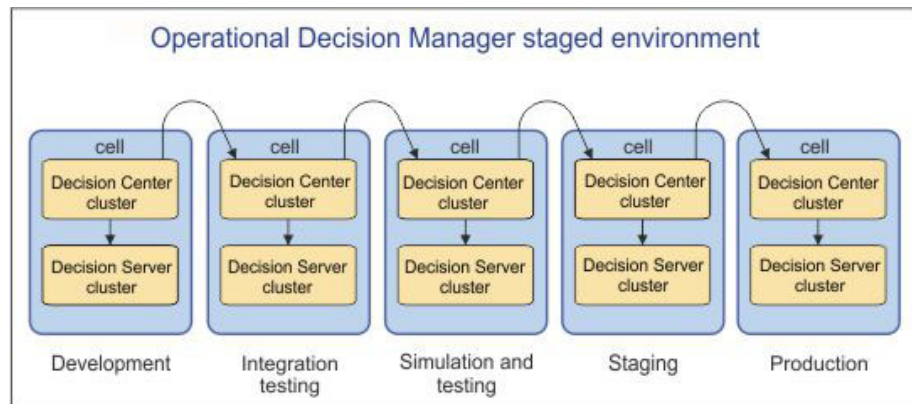 Operational Decision Manager staged environment
cell
Decision Center
cluster
Decision Server
cluster
Development
cell
Decision Center
cluster
Decision Server
cluster
Integration
testing
cell
Decision Center
cluster
Decision Server
cluster
Simulation and
testing
cell
Decision Center
cluster
Decision Server
cluster
Staging
cell
Decision Center
cluster
Decision Server
cluster
Production